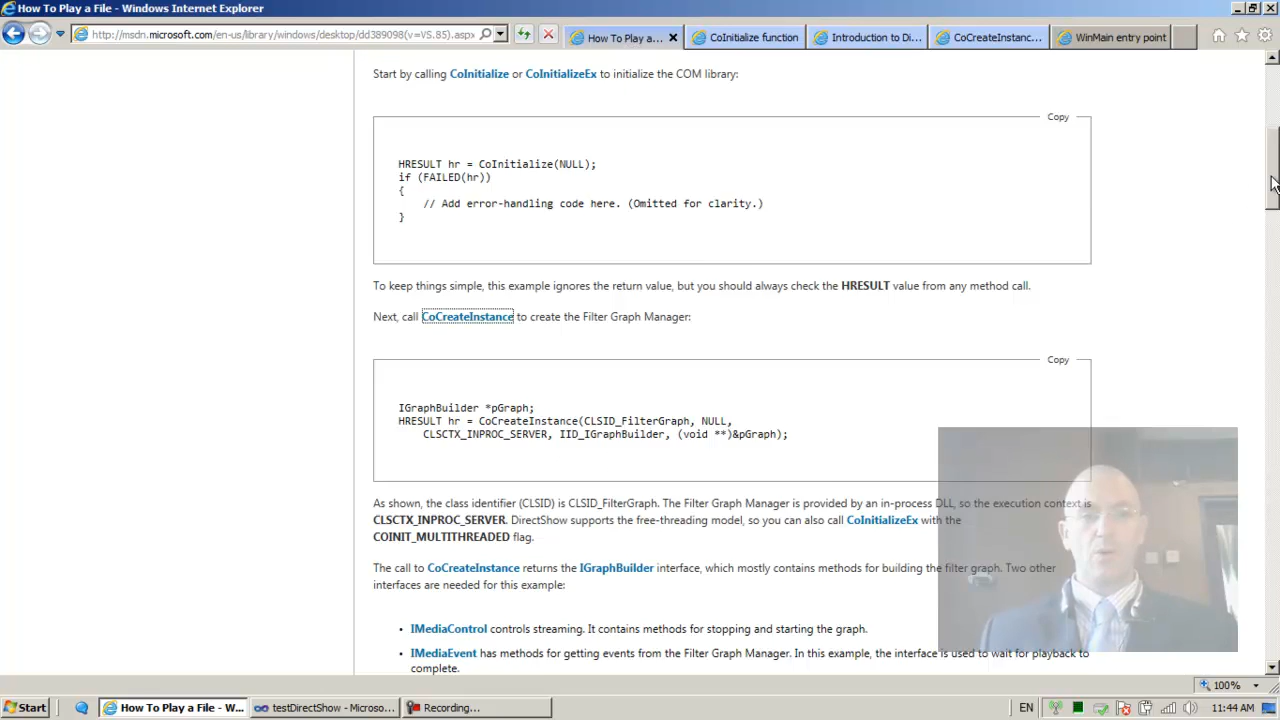 How To Play a File - Windows Internet Explorer
http://msdn.microsoft.com/en-us/library/windows/desktop/dd389098(v=VS.85).aspx
How To Play a...
CoInitialize function
Introduction to Di...
CoCreateInstanc...
WinMain entry point
Start by calling CoInitialize or CoInitializeEx to initialize the COM library:
Copy
HRESULT hr = CoInitialize(NULL);
if (FAILED(hr))
{
// Add error-handling code here. (Omitted for clarity.)
}
To keep things simple, this example ignores the return value, but you should always check the HRESULT value from any method call.
Next, call CoCreateInstance to create the Filter Graph Manager:
Copy
IGraphBuilder *pGraph;
HRESULT hr = CoCreateInstance(CLSID_FilterGraph, NULL,
CLSCTX_INPROC_SERVER, IID_IGraphBuilder, (void **)&pGraph);
As shown, the class identifier (CLSID) is CLSID_FilterGraph. The Filter Graph Manager is provided by an in-process DLL, so the execution context is
CLSCTX_INPROC_SERVER. DirectShow supports the free-threading model, so you can also call CoInitializeEx with the
COINIT_MULTITHREADED flag.
The call to CoCreateInstance returns the IGraphBuilder interface, which mostly contains methods for building the filter graph. Two other
interfaces are needed for this example:
• IMediaControl controls streaming. It contains methods for stopping and starting the graph.
• IMediaEvent has methods for getting events from the Filter Graph Manager. In this example, the interface is used to wait for playback to
complete.
100%
Start
How To Play a File - W...
testDirectShow - Microso...
Recording...
EN
11:44 AM